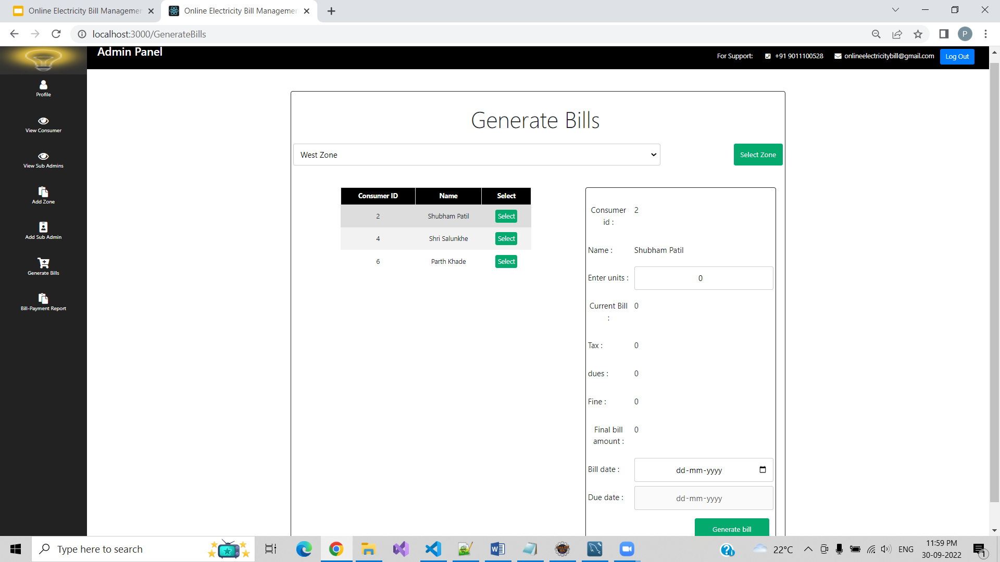 Online Electricity Bill Managemen
Online Electricity Bill Managemen
localhost:3000/GenerateBills
P
Admin Panel
For Support:
+91 9011100528
onlineelectricitybill@gmail.com
Log Out
Profile
View Consumer
View Sub Admins
Add Zone
Add Sub Admin
Generate Bills
Bill-Payment Report
Generate Bills
West Zone
Select Zone
Consumer ID Name Select
2 Shubham Patil Select
4 Shri Salunkhe Select
6 Parth Khade Select
Consumer 2
id :
Name : Shubham Patil
Enter units : 0
Current Bill 0
:
Tax : 0
dues : 0
Fine : 0
Final bill 0
amount :
Bill date : dd-mm-yyyy
Due date : dd-mm-yyyy
Generate bill
Type here to search
22°C
ENG
11:59 PM
30-09-2022
1